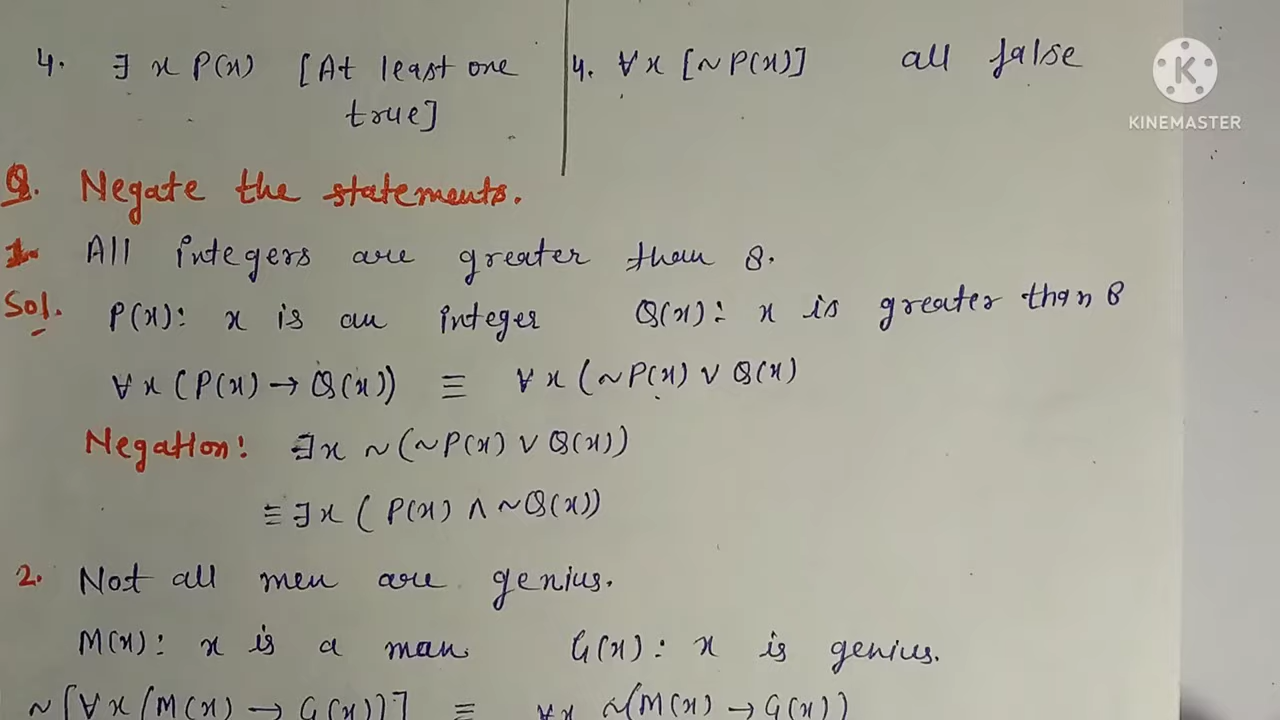 4. ∃ x P(x) [At least one true]
4. ∀x [~P(x)] all false
KINEMASTER
Q. Negate the statements.
1. All integers are greater than 8.
Sol. P(x): x is an integer Q(x): x is greater than 8
∀x (P(x) → Q(x)) ≡ ∀x (~P(x) ∨ Q(x)
Negation: ∃x ~(~P(x) ∨ Q(x))
≡ ∃x ( P(x) ∧ ~Q(x))
2. Not all men are genius.
M(x): x is a man. G(x): x is genius.
~[∀x (M(x) → G(x))] ≡ ∀x ~(M(x) → G(x))